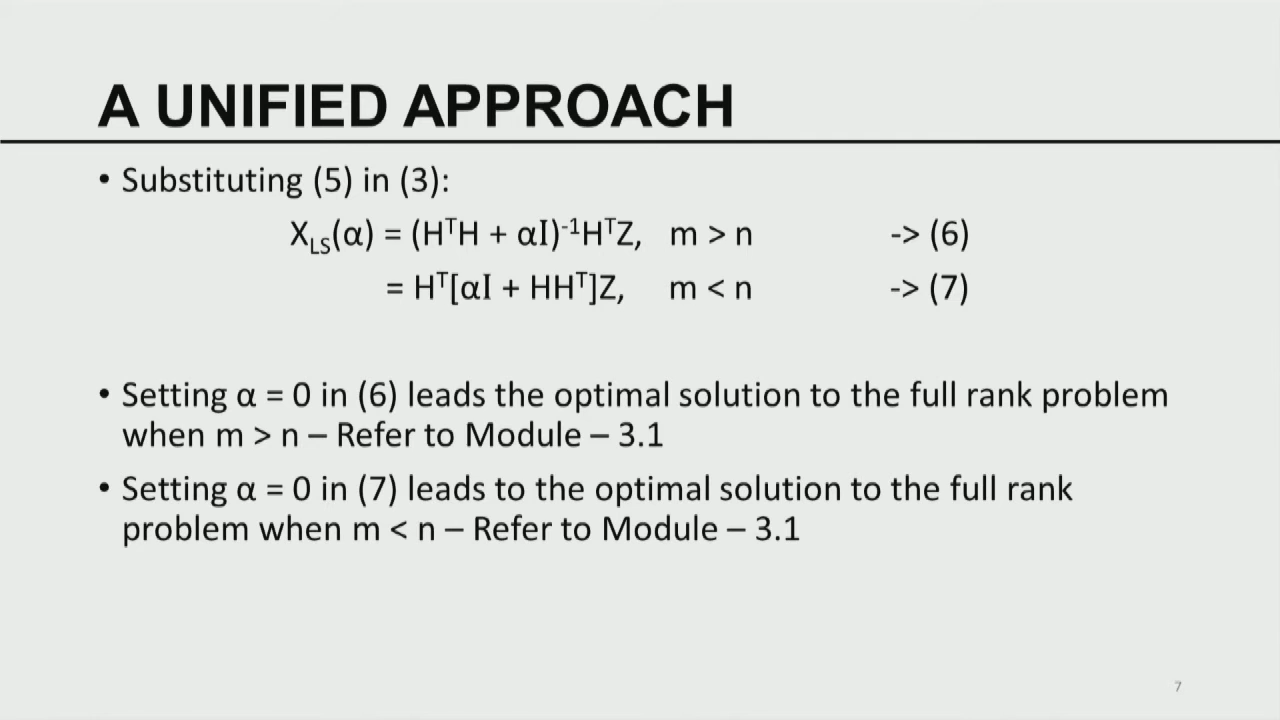 A UNIFIED APPROACH
• Substituting (5) in (3):
X_LS(α) = (HᵀH + αI)⁻¹HᵀZ, m > n -> (6)
= Hᵀ[αI + HHᵀ]Z, m < n -> (7)
• Setting α = 0 in (6) leads the optimal solution to the full rank problem
when m > n – Refer to Module – 3.1
• Setting α = 0 in (7) leads to the optimal solution to the full rank
problem when m < n – Refer to Module – 3.1
7